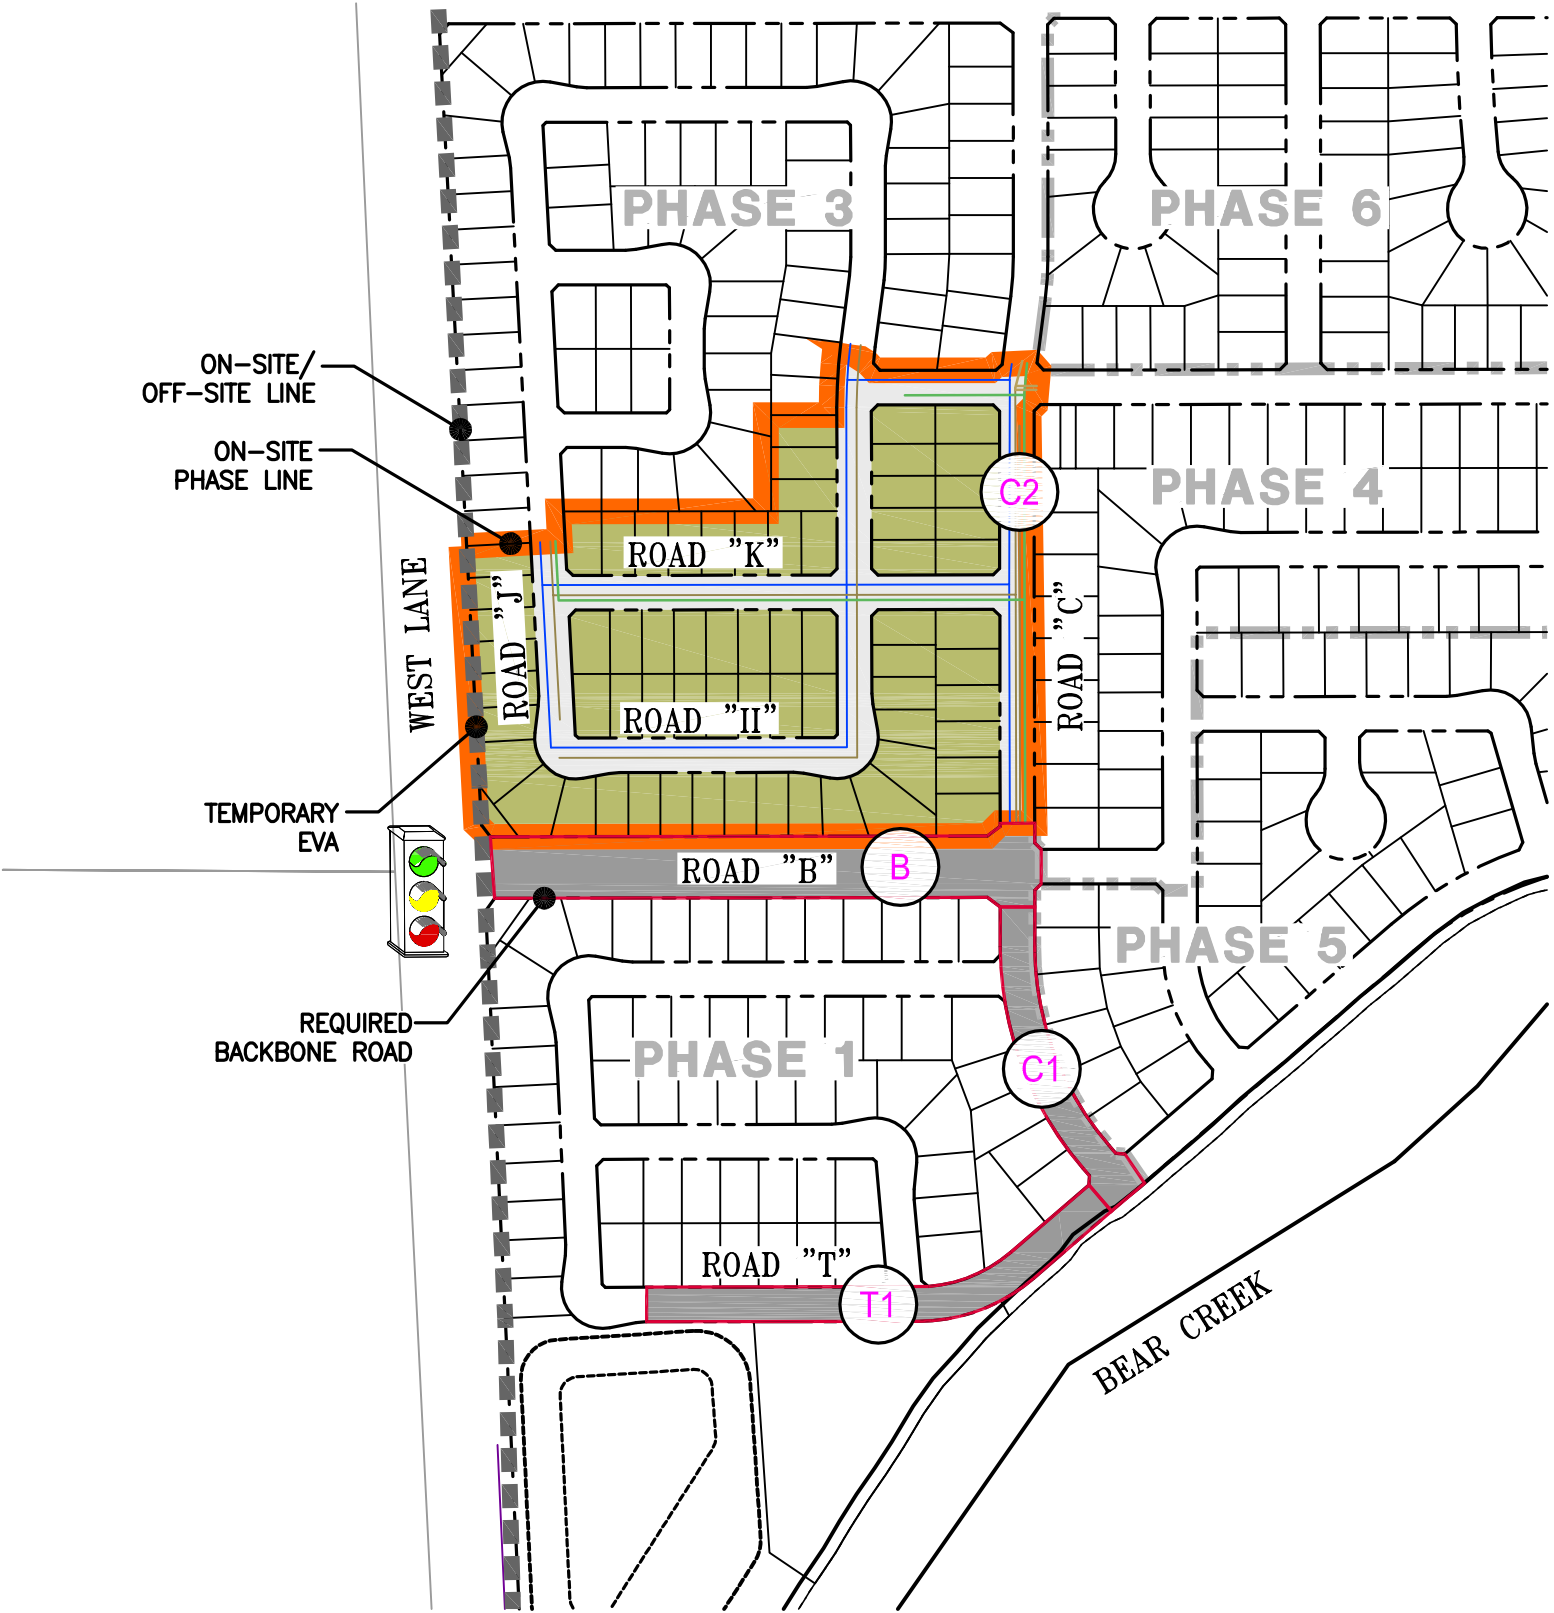 PHASE 3
PHASE 6
ON-SITE/
OFF-SITE LINE
ON-SITE
PHASE LINE
C2
PHASE 4
ROAD "K"
WEST LANE
ROAD "J"
ROAD "C"
ROAD "H"
TEMPORARY
EVA
ROAD "B"
B
PHASE 5
REQUIRED
BACKBONE ROAD
PHASE 1
C1
ROAD "T"
T1
BEAR CREEK